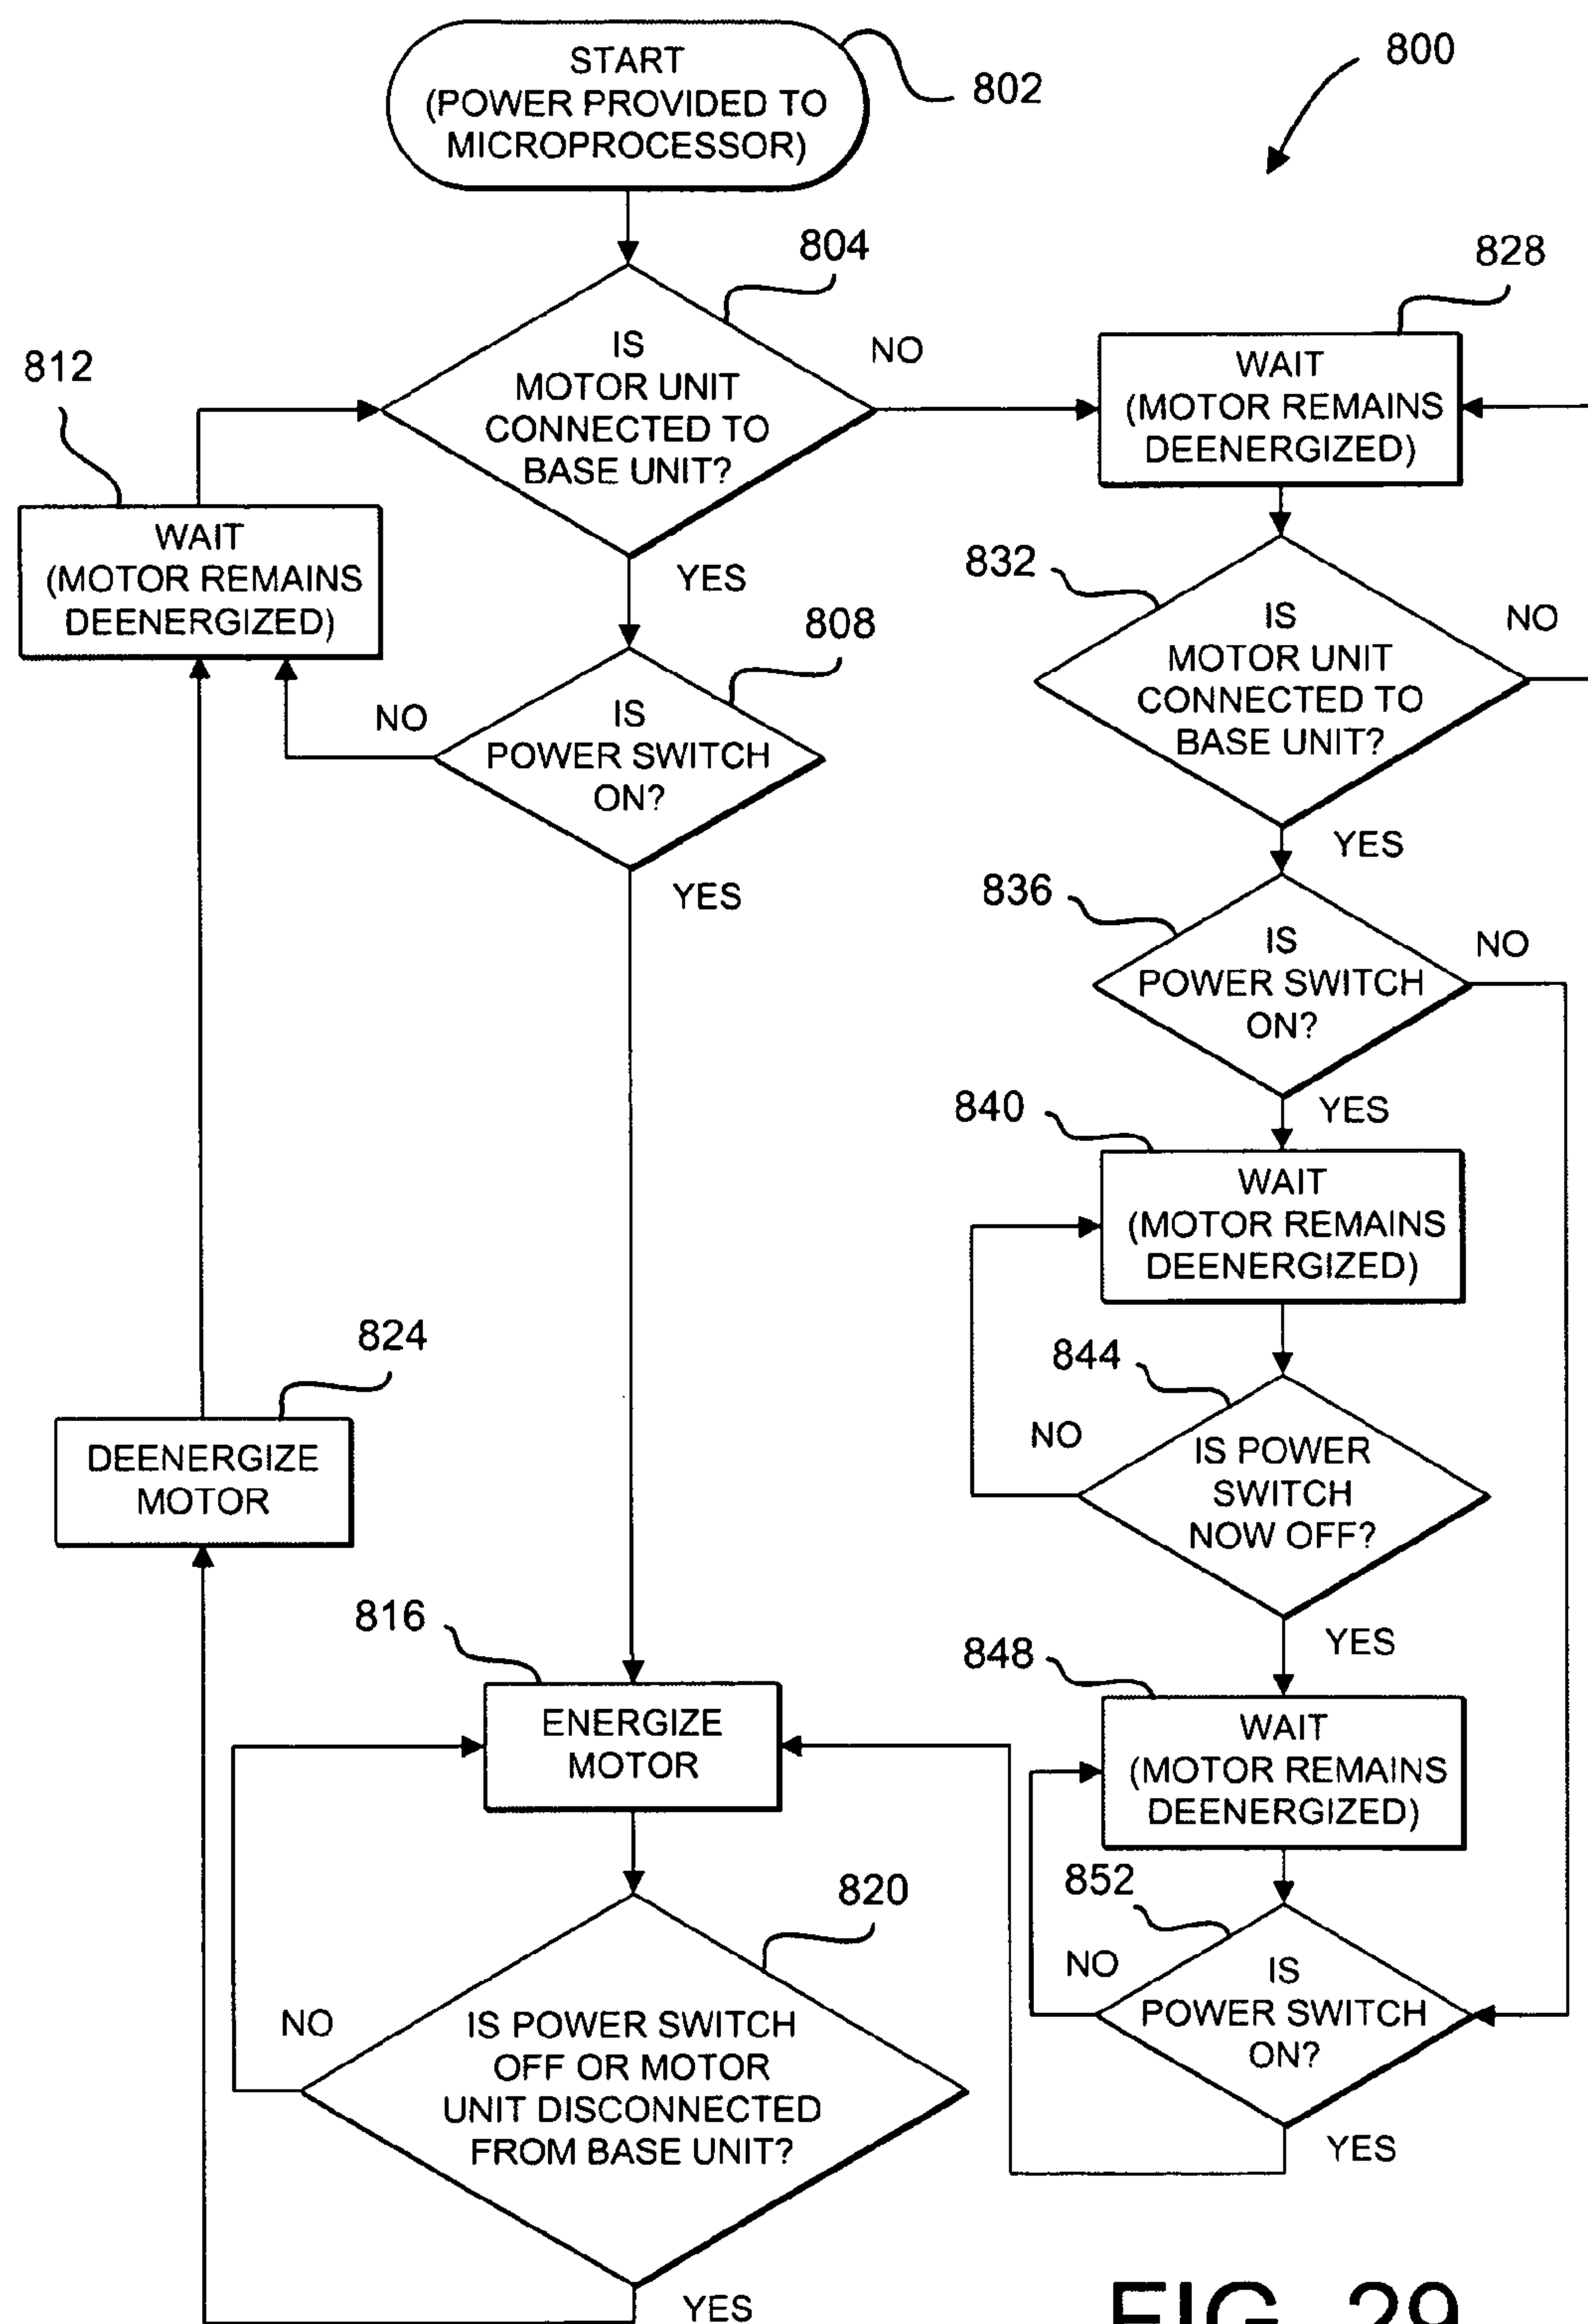 START
(POWER PROVIDED TO
MICROPROCESSOR)
802
800
804
IS
MOTOR UNIT
CONNECTED TO
BASE UNIT?
NO
YES
812
WAIT
(MOTOR REMAINS
DEENERGIZED)
808
IS
POWER SWITCH
ON?
NO
YES
828
WAIT
(MOTOR REMAINS
DEENERGIZED)
832
IS
MOTOR UNIT
CONNECTED TO
BASE UNIT?
NO
YES
836
IS
POWER SWITCH
ON?
NO
YES
840
WAIT
(MOTOR REMAINS
DEENERGIZED)
844
IS POWER
SWITCH
NOW OFF?
NO
YES
848
WAIT
(MOTOR REMAINS
DEENERGIZED)
852
IS
POWER SWITCH
ON?
NO
YES
824
DEENERGIZE
MOTOR
816
ENERGIZE
MOTOR
820
IS POWER SWITCH
OFF OR MOTOR
UNIT DISCONNECTED
FROM BASE UNIT?
NO
YES
FIG. 29